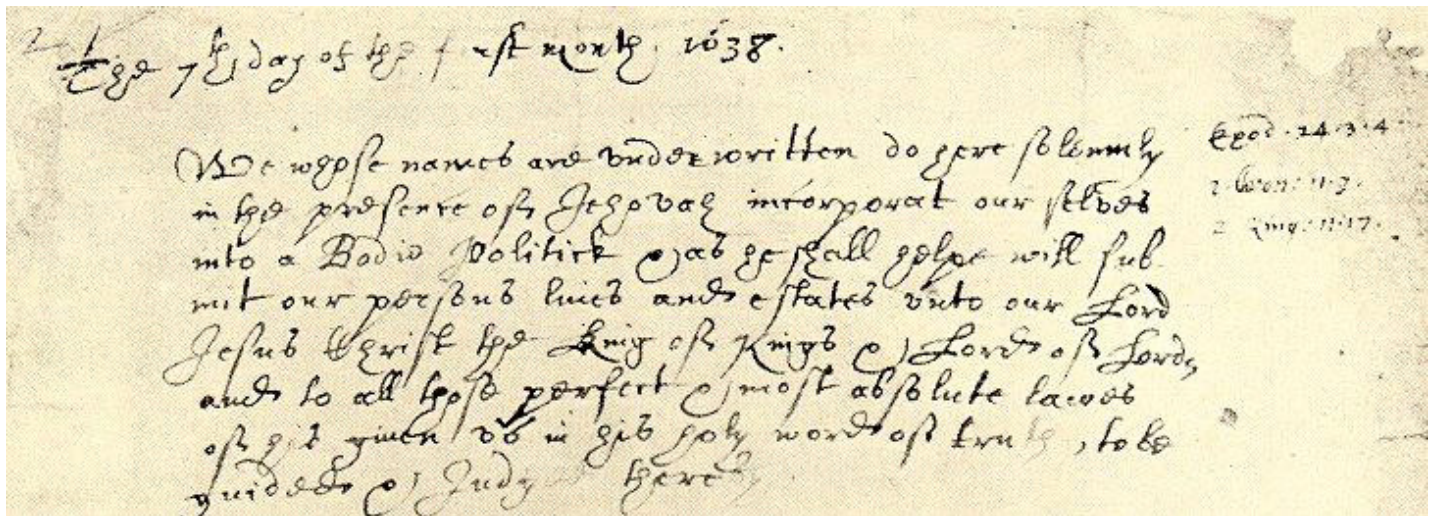 The 7th day of the first month. 1638.
We whose names are underwritten do here solemnly Exod. 24. 3. 4
in the presence of Jehovah incorporat our selves 2 Cron: 11. 3.
into a Bodie Politick & as he shall helpe will sub- 2 King: 11. 17.
mit our persons lives and estates unto our Lord
Jesus Christ the King of Kings & Lord of Lords
and to all those perfect & most absolute lawes
of his given us in his holy word of truth, to be
guided & Judged thereby